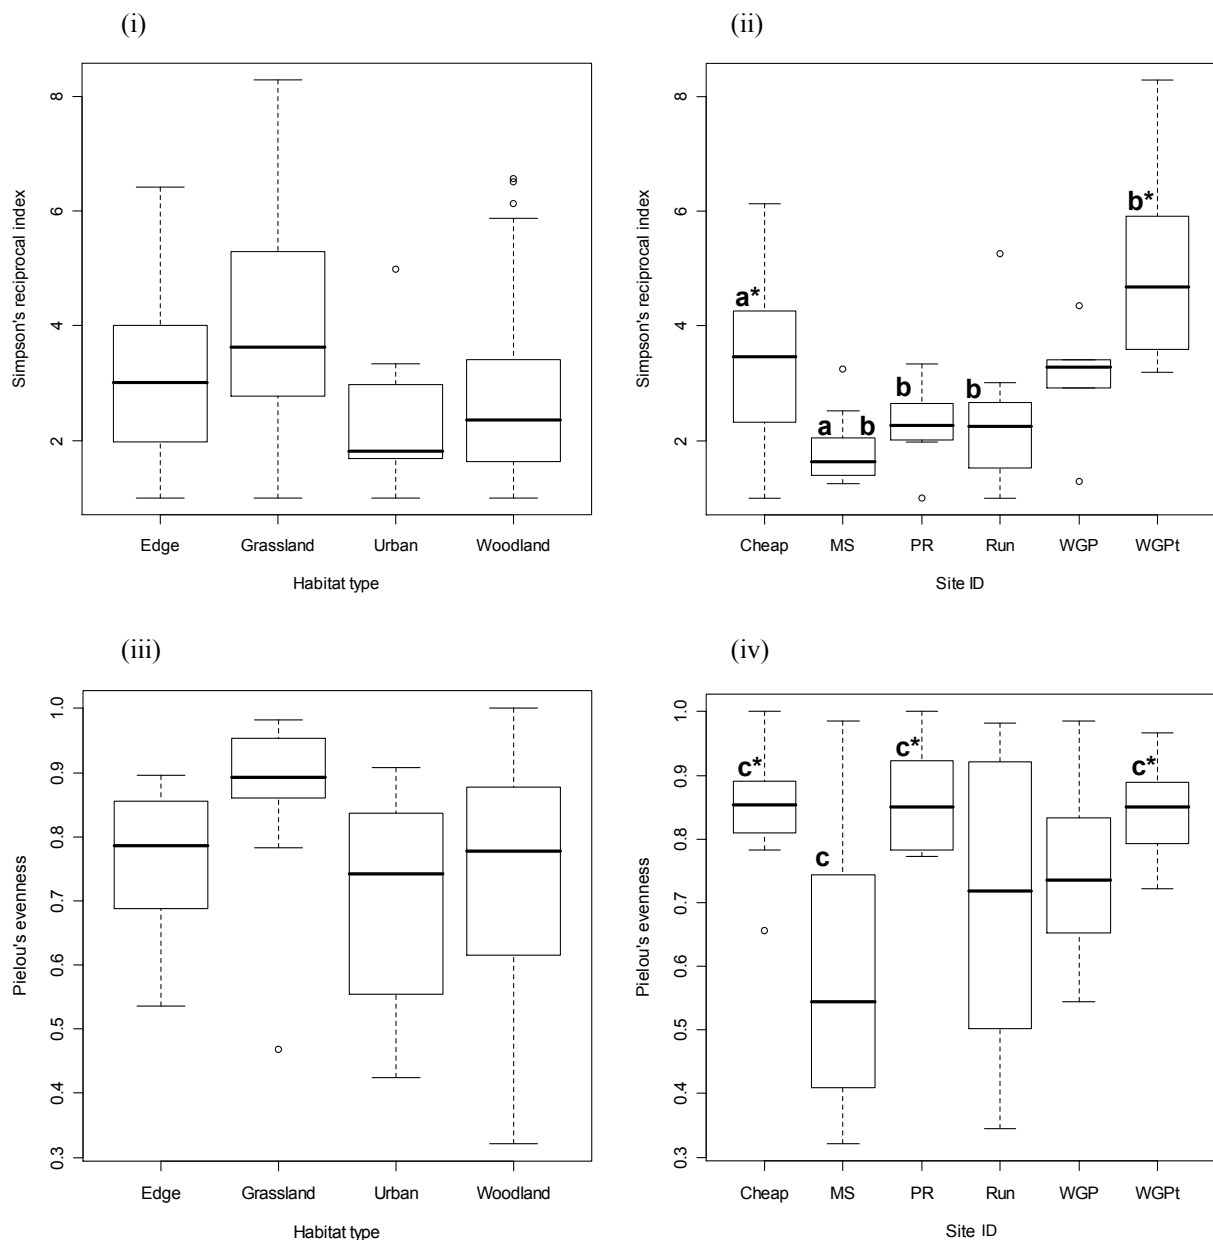 (i)
Simpson's reciprocal index
8
6
4
2
Edge Grassland Urban Woodland
Habitat type
(ii)
Simpson's reciprocal index
8
6
4
2
a*
a b
b
b
b*
Cheap MS PR Run WGP WGPt
Site ID
(iii)
Pielou's evenness
1.0
0.9
0.8
0.7
0.6
0.5
0.4
0.3
Edge Grassland Urban Woodland
Habitat type
(iv)
Pielou's evenness
1.0
0.9
0.8
0.7
0.6
0.5
0.4
0.3
c*
c
c*
c*
Cheap MS PR Run WGP WGPt
Site ID